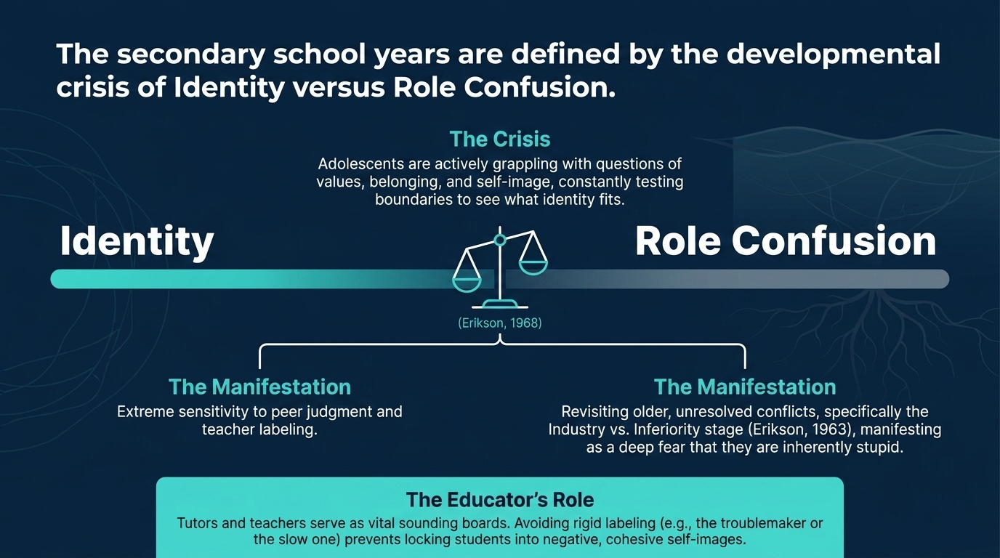 The secondary school years are defined by the developmental
crisis of Identity versus Role Confusion.
The Crisis
Adolescents are actively grappling with questions of
values, belonging, and self-image, constantly testing
boundaries to see what identity fits.
Identity
Role Confusion
(Erikson, 1968)
The Manifestation
Extreme sensitivity to peer judgment and
teacher labeling.
The Manifestation
Revisiting older, unresolved conflicts, specifically the
Industry vs. Inferiority stage (Erikson, 1963), manifesting
as a deep fear that they are inherently stupid.
The Educator’s Role
Tutors and teachers serve as vital sounding boards. Avoiding rigid labeling (e.g., the troublemaker or
the slow one) prevents locking students into negative, cohesive self-images.